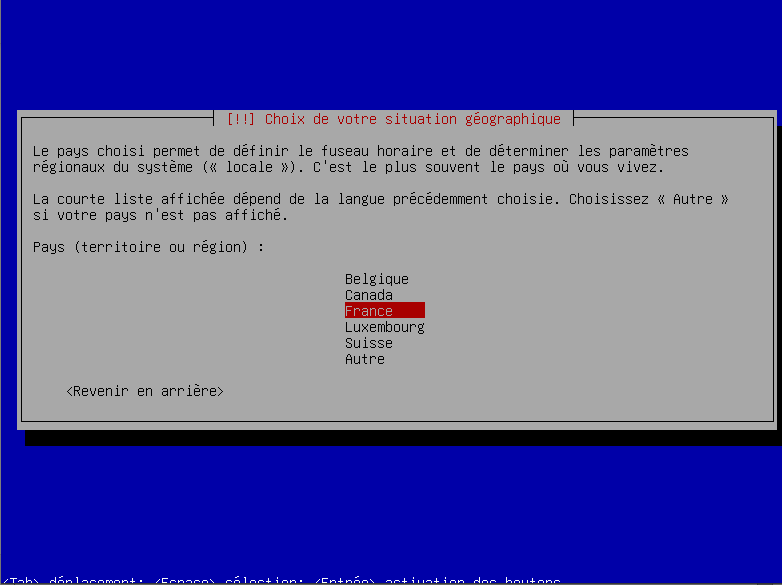 [!!] Choix de votre situation géographique
Le pays choisi permet de définir le fuseau horaire et de déterminer les paramètres
régionaux du système (« locale »). C'est le plus souvent le pays où vous vivez.
La courte liste affichée dépend de la langue précédemment choisie. Choisissez « Autre »
si votre pays n'est pas affiché.
Pays (territoire ou région) :
Belgique
Canada
France
Luxembourg
Suisse
Autre
<Revenir en arrière>
<Tab> déplacement; <Espace> sélection; <Entrée> activation des boutons